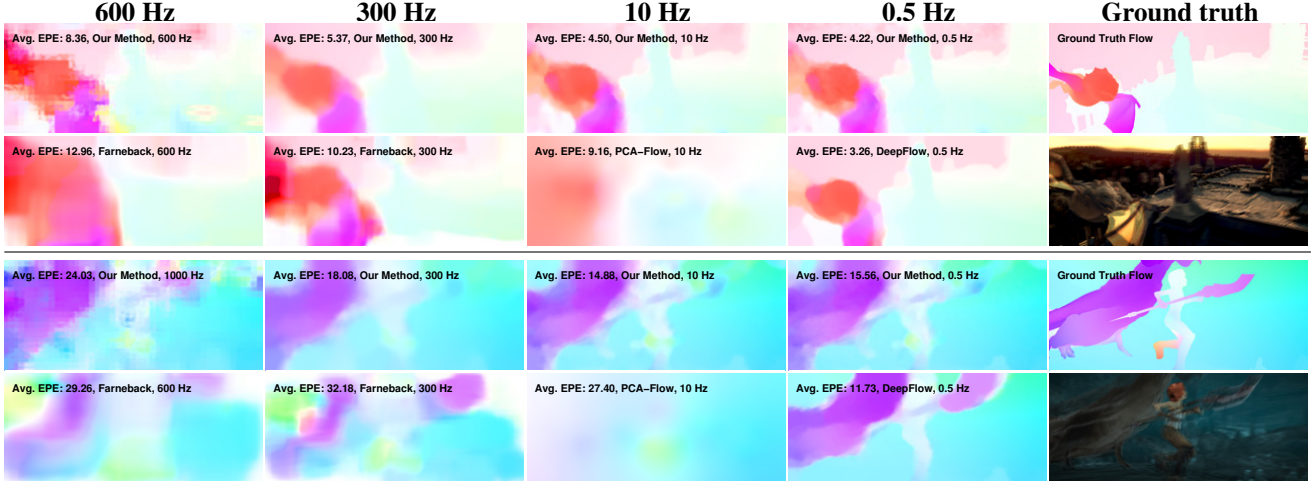 600 Hz 300 Hz 10 Hz 0.5 Hz Ground truth
Avg. EPE: 8.36, Our Method, 600 Hz Avg. EPE: 5.37, Our Method, 300 Hz Avg. EPE: 4.50, Our Method, 10 Hz Avg. EPE: 4.22, Our Method, 0.5 Hz Ground Truth Flow
Avg. EPE: 12.96, Farneback, 600 Hz Avg. EPE: 10.23, Farneback, 300 Hz Avg. EPE: 9.16, PCA-Flow, 10 Hz Avg. EPE: 3.26, DeepFlow, 0.5 Hz
Avg. EPE: 24.03, Our Method, 1000 Hz Avg. EPE: 18.08, Our Method, 300 Hz Avg. EPE: 14.88, Our Method, 10 Hz Avg. EPE: 15.56, Our Method, 0.5 Hz Ground Truth Flow
Avg. EPE: 29.26, Farneback, 600 Hz Avg. EPE: 32.18, Farneback, 300 Hz Avg. EPE: 27.40, PCA-Flow, 10 Hz Avg. EPE: 11.73, DeepFlow, 0.5 Hz